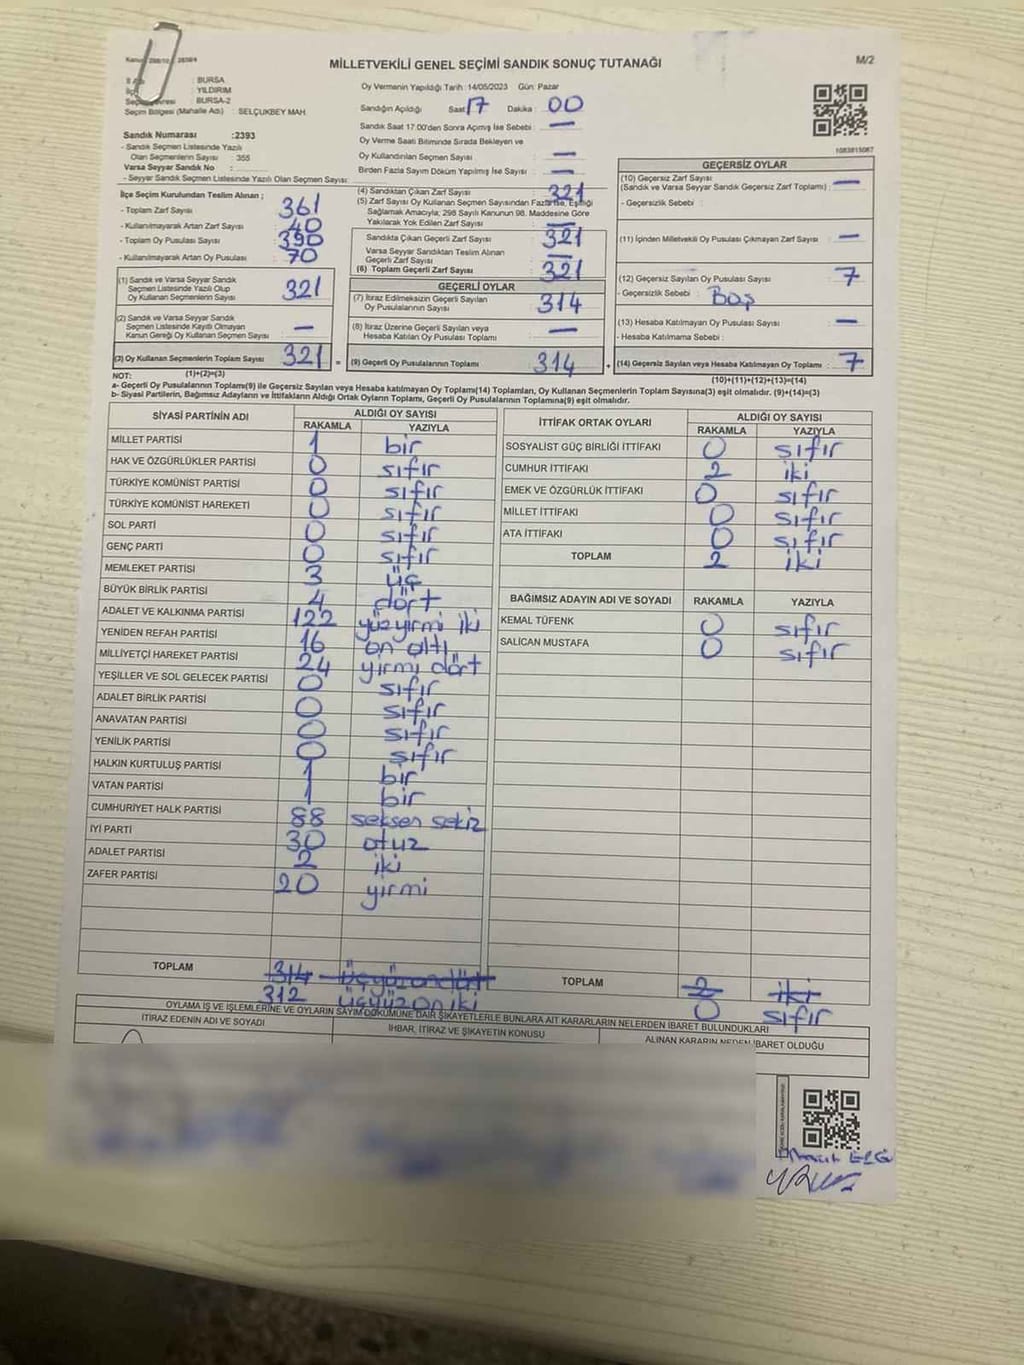 MİLLETVEKİLİ GENEL SEÇİMİ SANDIK SONUÇ TUTANAĞI
M/2
İl : BURSA
: YILDIRIM
: BURSA-2
Seçim Bölgesi (Mahalle Adı) : SELÇUKBEY MAH.
Oy Vermenin Yapıldığı Tarih: 14/05/2023 Gün: Pazar
Sandığın Açıldığı Saat 17 Dakika : 00
Sandık Saat 17:00'den Sonra Açılmış İse Sebebi : —
Oy Verme Saati Bitiminde Sırada Bekleyen ve
Oy Kullandırılan Seçmen Sayısı : —
Birden Fazla Sayım Döküm Yapılmış İse Sayısı : —
1083815087
Sandık Numarası :2393
- Sandık Seçmen Listesinde Yazılı
Olan Seçmenlerin Sayısı : 355
Varsa Seyyar Sandık No :
- Seyyar Sandık Seçmen Listesinde Yazılı Olan Seçmen Sayısı:
İlçe Seçim Kurulundan Teslim Alınan ;
- Toplam Zarf Sayısı 361
- Kullanılmayarak Artan Zarf Sayısı 40
- Toplam Oy Pusulası Sayısı 390
- Kullanılmayarak Artan Oy Pusulası 70
(1) Sandık ve Varsa Seyyar Sandık
Seçmen Listesinde Yazılı Olup
Oy Kullanan Seçmenlerin Sayısı 321
(2) Sandık ve Varsa Seyyar Sandık
Seçmen Listesinde Kayıtlı Olmayan
Kanun Gereği Oy Kullanan Seçmen Sayısı —
(3) Oy Kullanan Seçmenlerin Toplam Sayısı 321 =
(1)+(2)=(3)
(4) Sandıktan Çıkan Zarf Sayısı 321
(5) Zarf Sayısı Oy Kullanan Seçmen Sayısından Fazla ise, Eşitliği
Sağlamak Amacıyla; 298 Sayılı Kanunun 98. Maddesine Göre
Yakılarak Yok Edilen Zarf Sayısı —
Sandıkta Çıkan Geçerli Zarf Sayısı 321
Varsa Seyyar Sandıktan Teslim Alınan
Geçerli Zarf Sayısı —
(6) Toplam Geçerli Zarf Sayısı 321
GEÇERLİ OYLAR
(7) İtiraz Edilmeksizin Geçerli Sayılan
Oy Pusulalarının Sayısı 314
(8) İtiraz Üzerine Geçerli Sayılan veya
Hesaba Katılan Oy Pusulası Toplamı —
(9) Geçerli Oy Pusulalarının Toplamı 314 +
GEÇERSİZ OYLAR
(10) Geçersiz Zarf Sayısı
(Sandık ve Varsa Seyyar Sandık Geçersiz Zarf Toplamı) : —
- Geçersizlik Sebebi :
(11) İçinden Milletvekili Oy Pusulası Çıkmayan Zarf Sayısı —
(12) Geçersiz Sayılan Oy Pusulası Sayısı 7
- Geçersizlik Sebebi : Boş
(13) Hesaba Katılmayan Oy Pusulası Sayısı —
- Hesaba Katılmama Sebebi :
(14) Geçersiz Sayılan veya Hesaba Katılmayan Oy Toplamı : 7
(10)+(11)+(12)+(13)=(14)
NOT:
a- Geçerli Oy Pusulalarının Toplamı(9) ile Geçersiz Sayılan veya Hesaba katılmayan Oy Toplamı(14) Toplamları, Oy Kullanan Seçmenlerin Toplam Sayısına(3) eşit olmalıdır. (9)+(14)=(3)
b- Siyasi Partilerin, Bağımsız Adayların ve İttifakların Aldığı Ortak Oyların Toplamı, Geçerli Oy Pusulalarının Toplamına(9) eşit olmalıdır.
SİYASİ PARTİNİN ADI ALDIĞI OY SAYISI
RAKAMLA YAZIYLA
MİLLET PARTİSİ 1 bir
HAK VE ÖZGÜRLÜKLER PARTİSİ 0 sıfır
TÜRKİYE KOMÜNİST PARTİSİ 0 sıfır
TÜRKİYE KOMÜNİST HAREKETİ 0 sıfır
SOL PARTİ 0 sıfır
GENÇ PARTİ 0 sıfır
MEMLEKET PARTİSİ 3 üç
BÜYÜK BİRLİK PARTİSİ 4 dört
ADALET VE KALKINMA PARTİSİ 122 yüzyirmi iki
YENİDEN REFAH PARTİSİ 16 on altı
MİLLİYETÇİ HAREKET PARTİSİ 24 yirmi dört
YEŞİLLER VE SOL GELECEK PARTİSİ 0 sıfır
ADALET BİRLİK PARTİSİ 0 sıfır
ANAVATAN PARTİSİ 0 sıfır
YENİLİK PARTİSİ 0 sıfır
HALKIN KURTULUŞ PARTİSİ 1 bir
VATAN PARTİSİ 1 bir
CUMHURİYET HALK PARTİSİ 88 seksen sekiz
İYİ PARTİ 30 otuz
ADALET PARTİSİ 2 iki
ZAFER PARTİSİ 20 yirmi
TOPLAM 314 üçyüzondört
312 üçyüz on iki
İTTİFAK ORTAK OYLARI ALDIĞI OY SAYISI
RAKAMLA YAZIYLA
SOSYALİST GÜÇ BİRLİĞİ İTTİFAKI 0 sıfır
CUMHUR İTTİFAKI 2 iki
EMEK VE ÖZGÜRLÜK İTTİFAKI 0 sıfır
MİLLET İTTİFAKI 0 sıfır
ATA İTTİFAKI 0 sıfır
TOPLAM 2 iki
BAĞIMSIZ ADAYIN ADI VE SOYADI RAKAMLA YAZIYLA
KEMAL TÜFENK 0 sıfır
SALİCAN MUSTAFA 0 sıfır
TOPLAM 2 iki
0 sıfır
OYLAMA İŞ VE İŞLEMLERİNE VE OYLARIN SAYIM DÖKÜMÜNE DAİR ŞİKAYETLERLE BUNLARA AİT KARARLARIN NELERDEN İBARET BULUNDUKLARI
İTİRAZ EDENİN ADI VE SOYADI İHBAR, İTİRAZ VE ŞİKAYETİN KONUSU ALINAN KARARIN NEDEN İBARET OLDUĞU